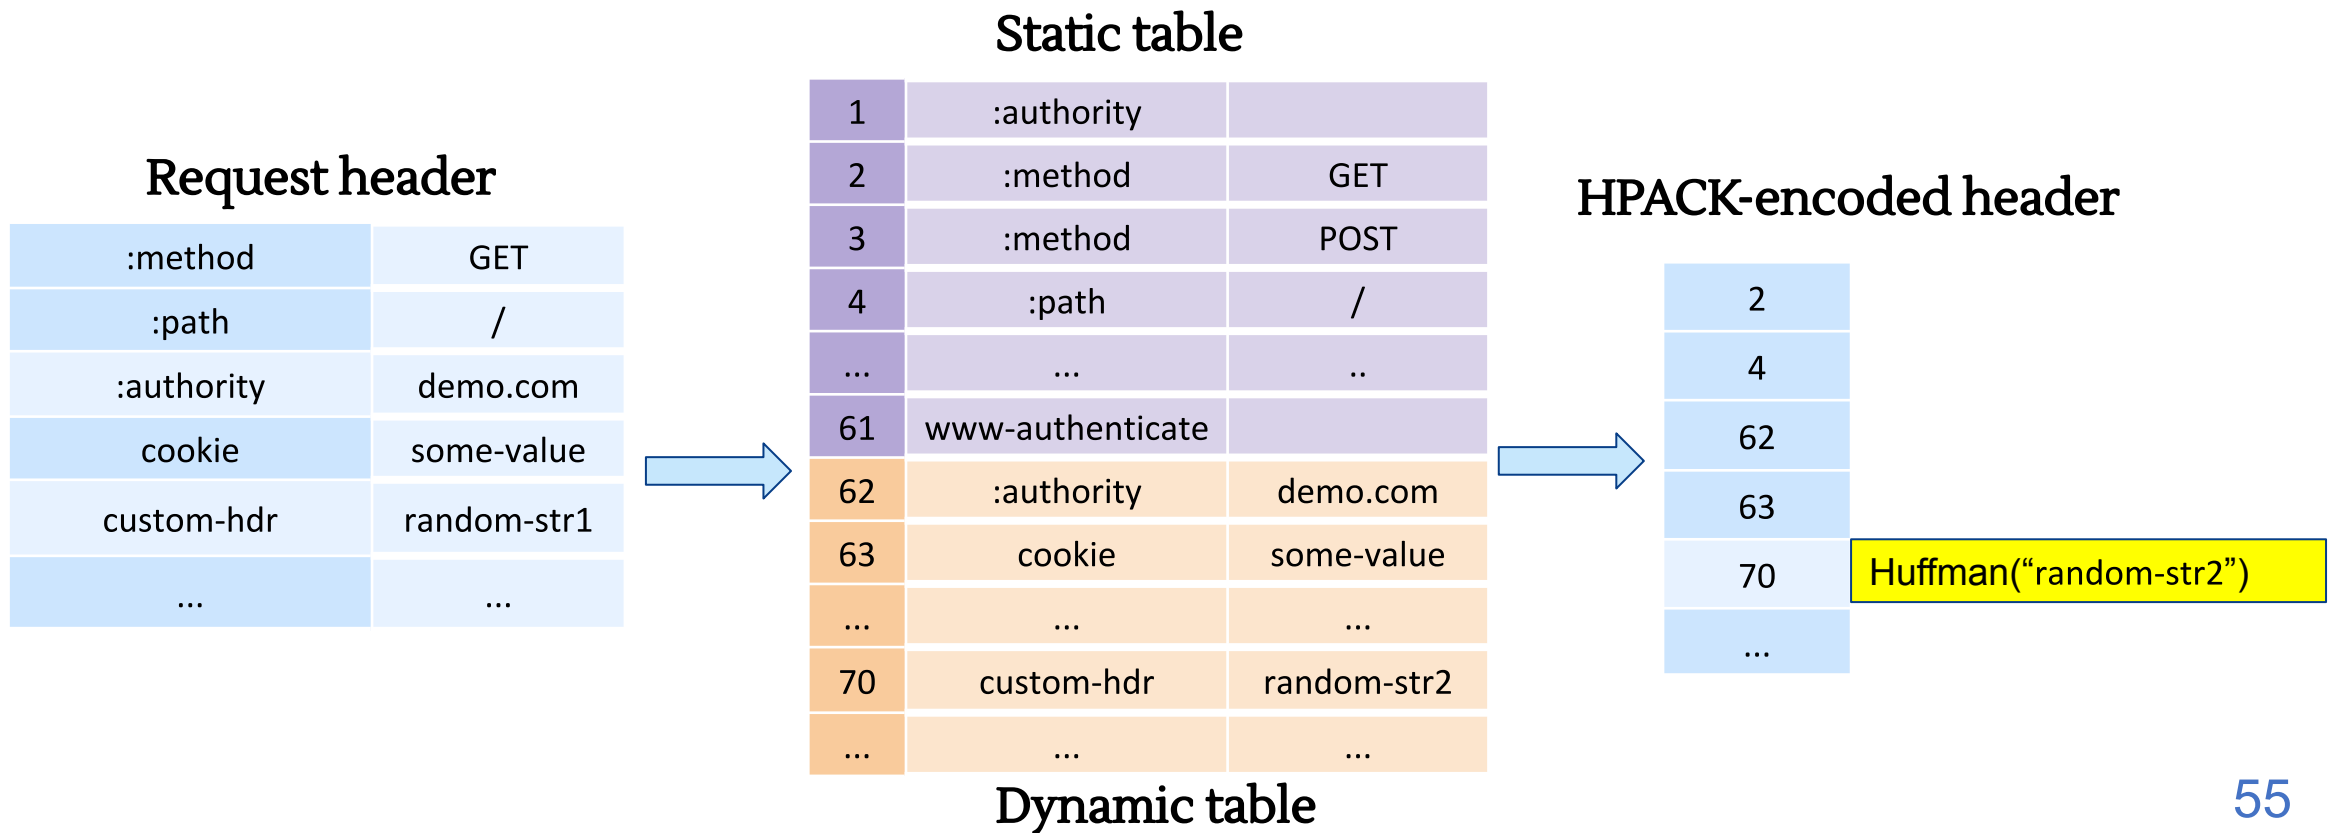 Static table
Request header
:method GET
:path /
:authority demo.com
cookie some-value
custom-hdr random-str1
... ...
1 :authority
2 :method GET
3 :method POST
4 :path /
... ... ..
61 www-authenticate
62 :authority demo.com
63 cookie some-value
... ... ...
70 custom-hdr random-str2
... ... ...
Dynamic table
HPACK-encoded header
2
4
62
63
70 Huffman(“random-str2”)
...
55